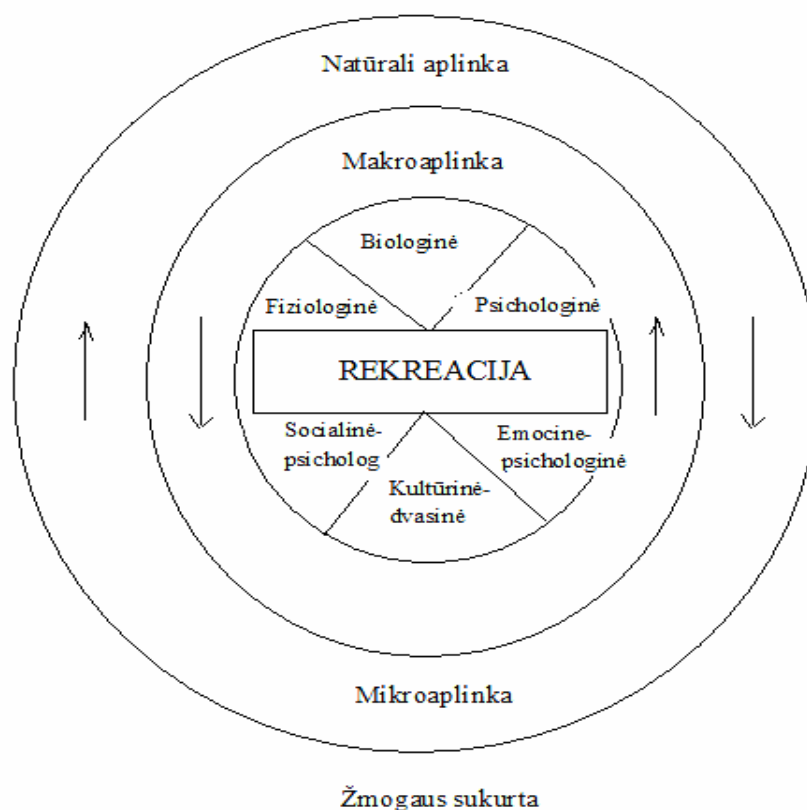 Natūrali aplinka
Makroaplinka
Biologinė
Fiziologinė
Psichologinė
REKREACIJA
Socialinė-
psicholog
Emocine-
psichologinė
Kultūrinė-
dvasinė
Mikroaplinka
Žmogaus sukurta